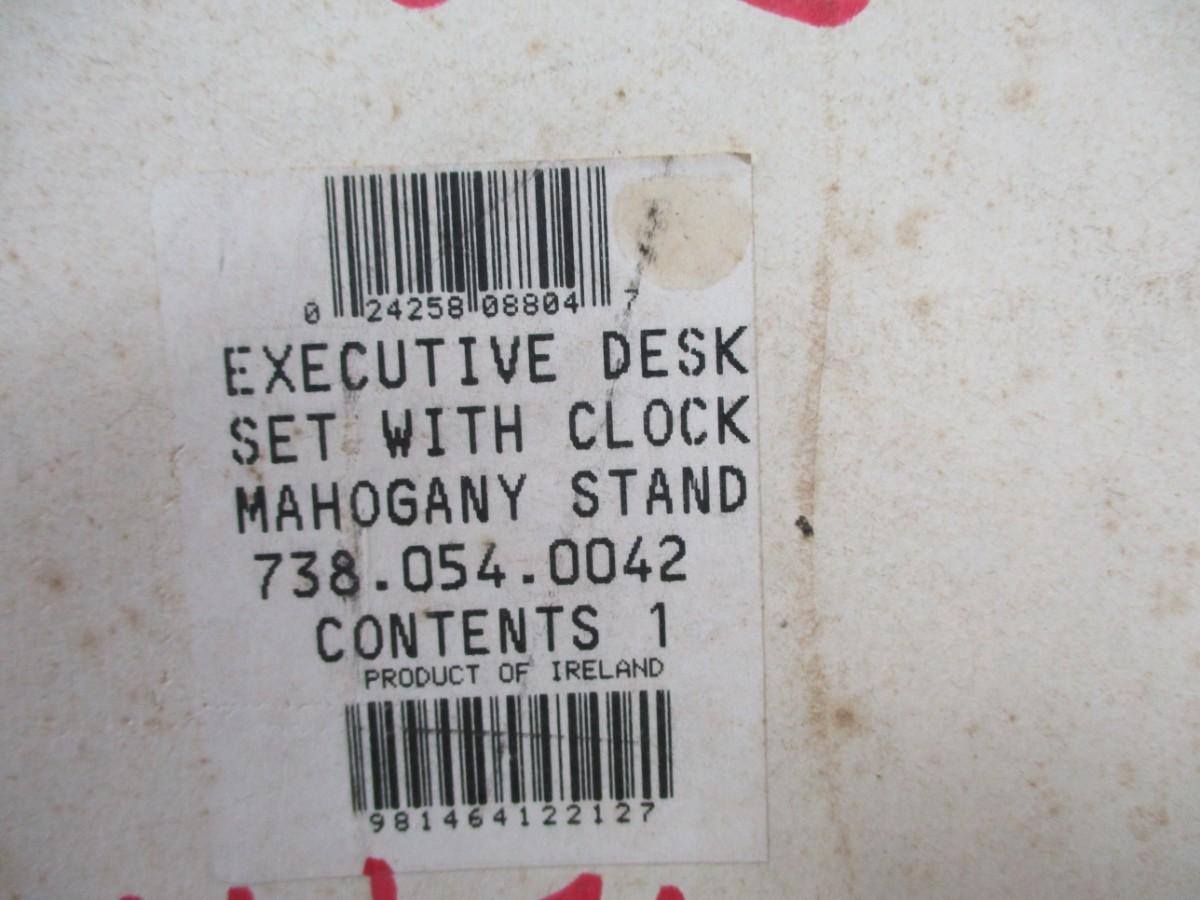 0 24258 08804 7
EXECUTIVE DESK
SET WITH CLOCK
MAHOGANY STAND
738.054.0042
CONTENTS 1
PRODUCT OF IRELAND
981464122127